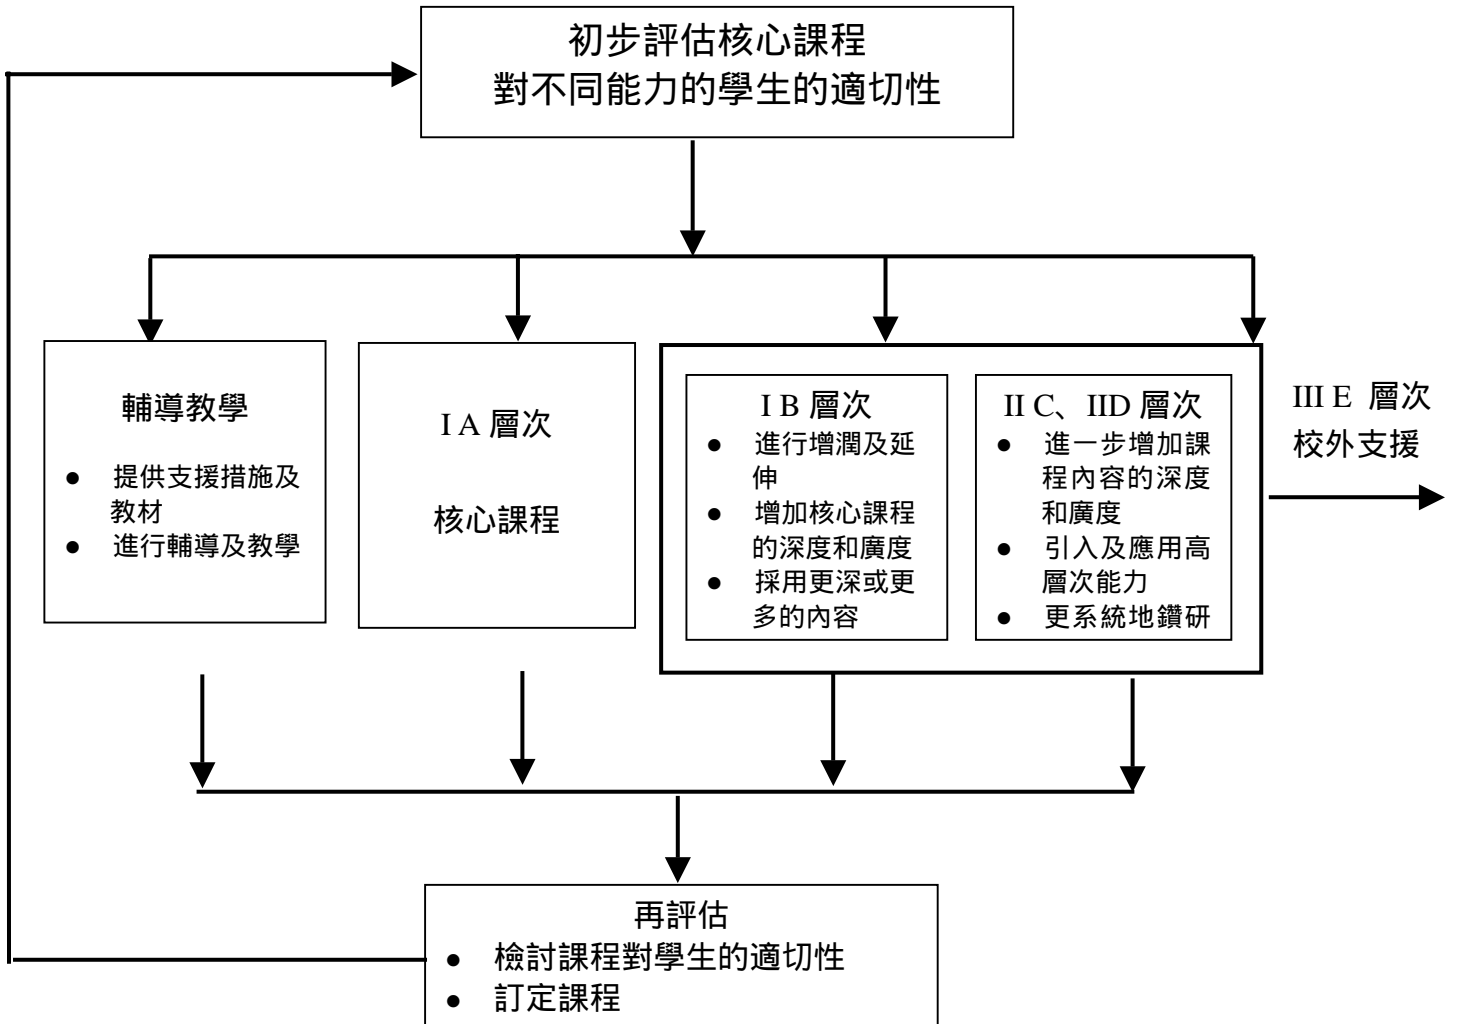 初步評估核心課程
對不同能力的學生的適切性
輔導教學
● 提供支援措施及
教材
● 進行輔導及教學
I A 層次
核心課程
I B 層次
● 進行增潤及延
伸
● 增加核心課程
的深度和廣度
● 採用更深或更
多的內容
II C、IID 層次
● 進一步增加課
程內容的深度
和廣度
● 引入及應用高
層次能力
● 更系統地鑽研
III E 層次
校外支援
再評估
● 檢討課程對學生的適切性
● 訂定課程